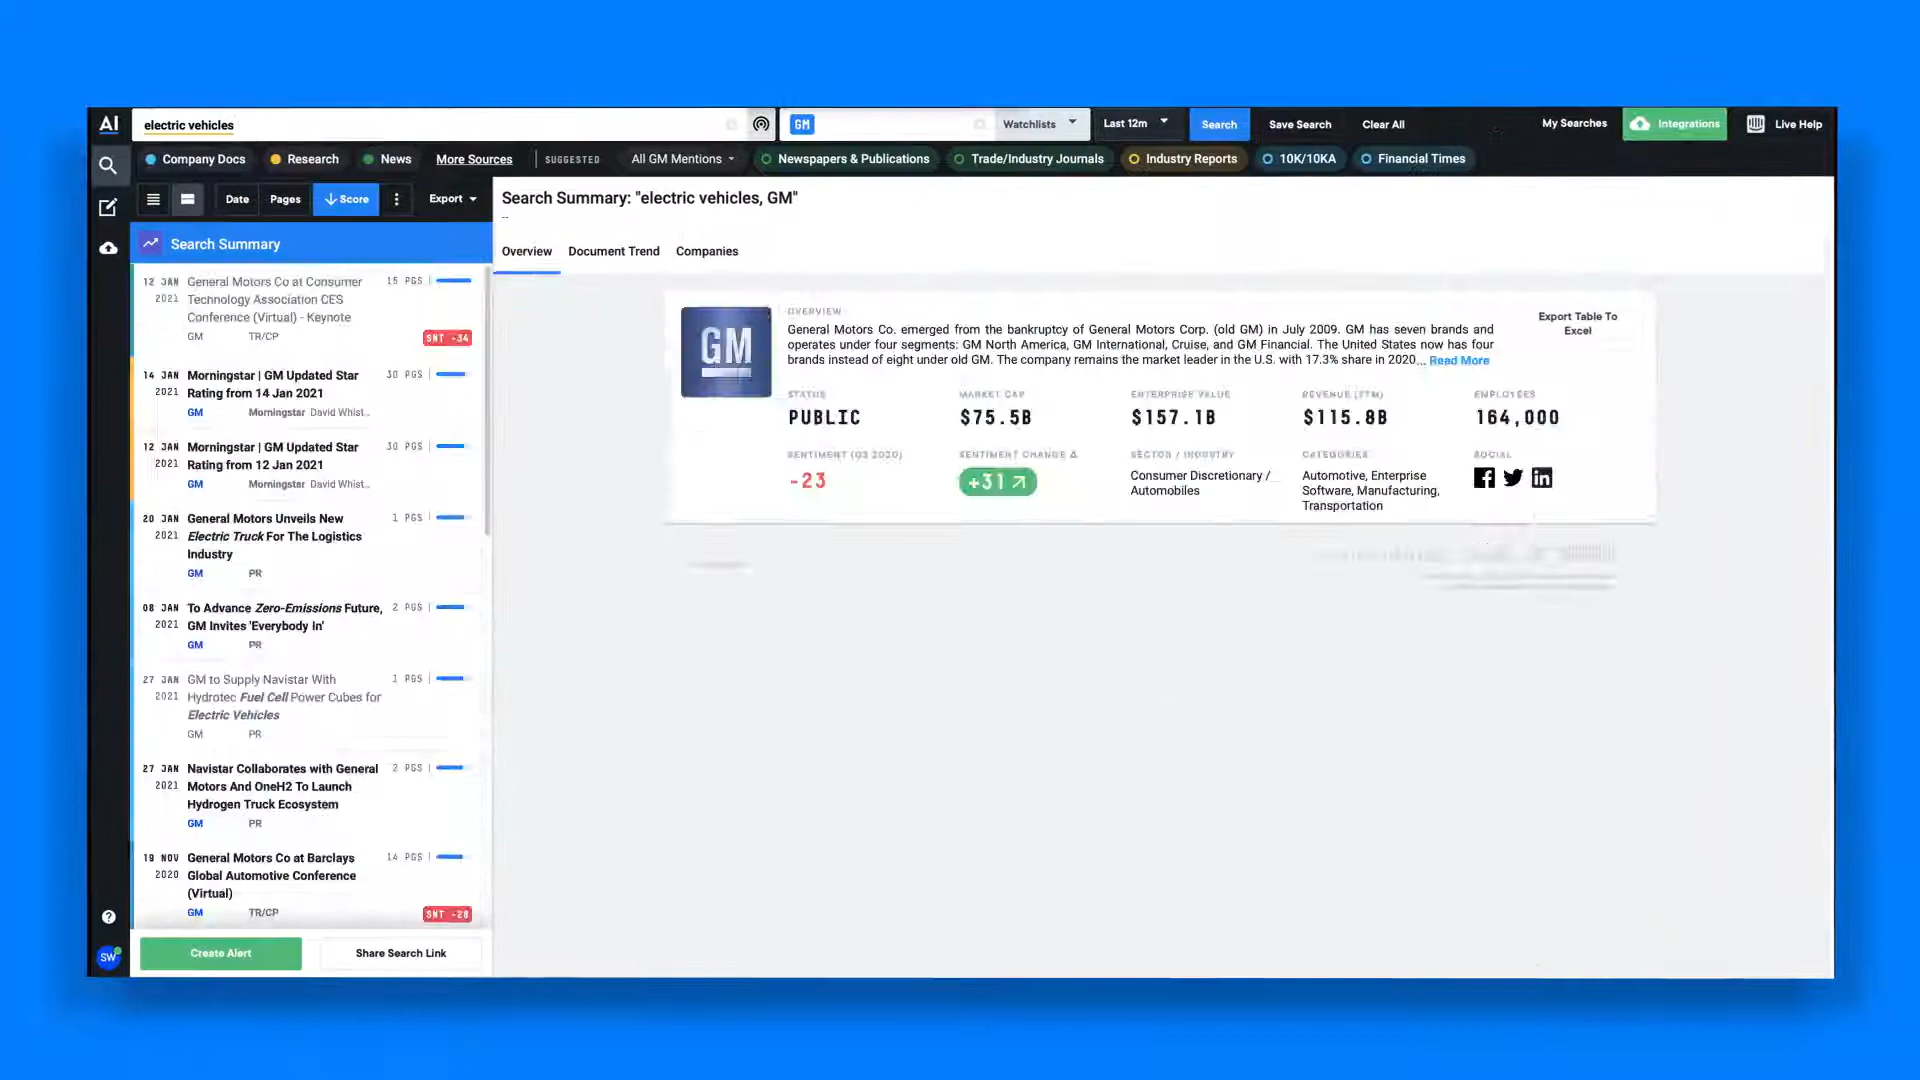 AI
electric vehicles
GM
Watchlists
Last 12m
Search
Save Search
Clear All
My Searches
Integrations
Live Help
Company Docs
Research
News
More Sources
SUGGESTED
All GM Mentions
Newspapers & Publications
Trade/Industry Journals
Industry Reports
10K/10KA
Financial Times
Date
Pages
Score
Export
Search Summary: "electric vehicles, GM"
--
Search Summary
Overview
Document Trend
Companies
12 JAN General Motors Co at Consumer 15 PGS
2021 Technology Association CES
Conference (Virtual) - Keynote
GM TR/CP SNT -34
14 JAN Morningstar | GM Updated Star 30 PGS
2021 Rating from 14 Jan 2021
GM Morningstar David Whist...
12 JAN Morningstar | GM Updated Star 30 PGS
2021 Rating from 12 Jan 2021
GM Morningstar David Whist...
20 JAN General Motors Unveils New 1 PGS
2021 Electric Truck For The Logistics
Industry
GM PR
08 JAN To Advance Zero-Emissions Future, 2 PGS
2021 GM Invites 'Everybody In'
GM PR
27 JAN GM to Supply Navistar With 1 PGS
2021 Hydrotec Fuel Cell Power Cubes for
Electric Vehicles
GM PR
27 JAN Navistar Collaborates with General 2 PGS
2021 Motors And OneH2 To Launch
Hydrogen Truck Ecosystem
GM PR
19 NOV General Motors Co at Barclays 14 PGS
2020 Global Automotive Conference
(Virtual)
GM TR/CP SNT -28
Create Alert
Share Search Link
SW
GM
OVERVIEW
General Motors Co. emerged from the bankruptcy of General Motors Corp. (old GM) in July 2009. GM has seven brands and
operates under four segments: GM North America, GM International, Cruise, and GM Financial. The United States now has four
brands instead of eight under old GM. The company remains the market leader in the U.S. with 17.3% share in 2020... Read More
Export Table To
Excel
STATUS
PUBLIC
MARKET CAP
$75.5B
ENTERPRISE VALUE
$157.1B
REVENUE (TTM)
$115.8B
EMPLOYEES
164,000
SENTIMENT (Q3 2020)
-23
SENTIMENT CHANGE Δ
+31
SECTOR / INDUSTRY
Consumer Discretionary /
Automobiles
CATEGORIES
Automotive, Enterprise
Software, Manufacturing,
Transportation
SOCIAL